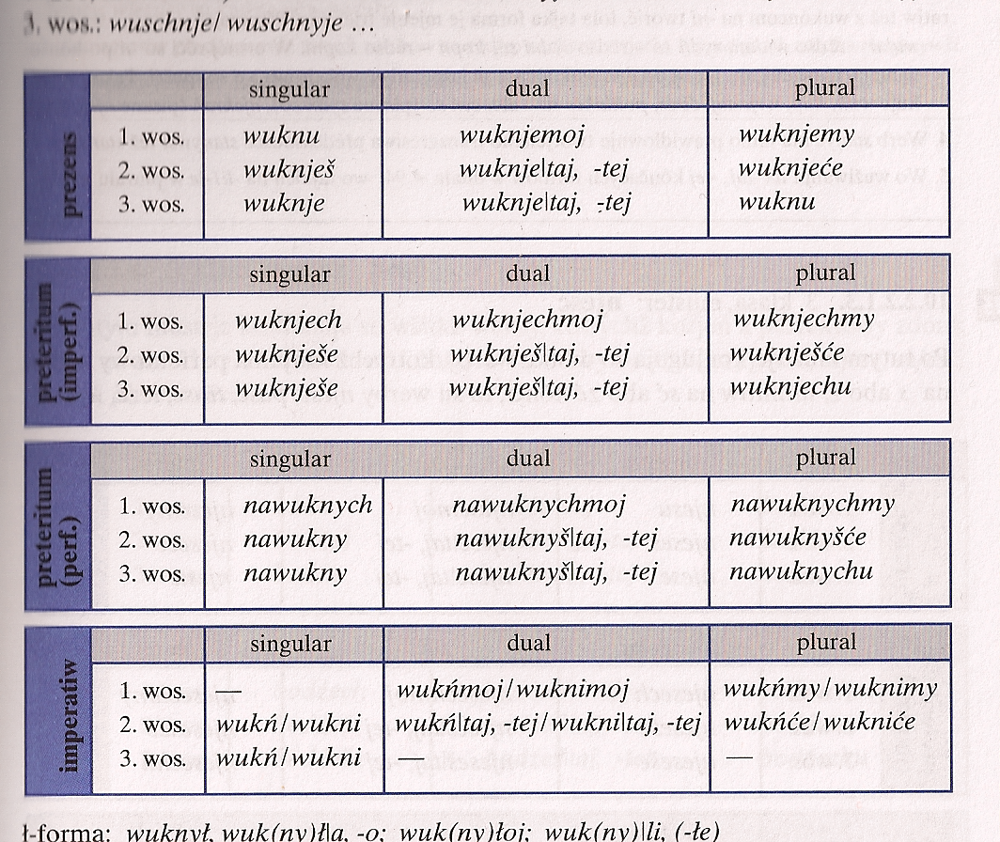 3. wos.: wuschnje/ wuschnyje ...
singular dual plural
prezens
1. wos. wuknu wuknjemoj wuknjemy
2. wos. wuknješ wuknje|taj, -tej wuknjeće
3. wos. wuknje wuknje|taj, -tej wuknu
singular dual plural
preteritum (imperf.)
1. wos. wuknjech wuknjechmoj wuknjechmy
2. wos. wuknješe wuknješ|taj, -tej wuknješće
3. wos. wuknješe wuknješ|taj, -tej wuknjechu
singular dual plural
preteritum (perf.)
1. wos. nawuknych nawuknychmoj nawuknychmy
2. wos. nawukny nawuknyš|taj, -tej nawuknyšće
3. wos. nawukny nawuknyš|taj, -tej nawuknychu
singular dual plural
imperatiw
1. wos. — wukńmoj/wuknimoj wukńmy/wuknimy
2. wos. wukń/wukni wukń|taj, -tej/wukni|taj, -tej wukńće/wukniće
3. wos. wukń/wukni — —
ł-forma: wuknył, wuk(ny)ł|a, -o; wuk(ny)łoj; wuk(ny)|li, (-łe)